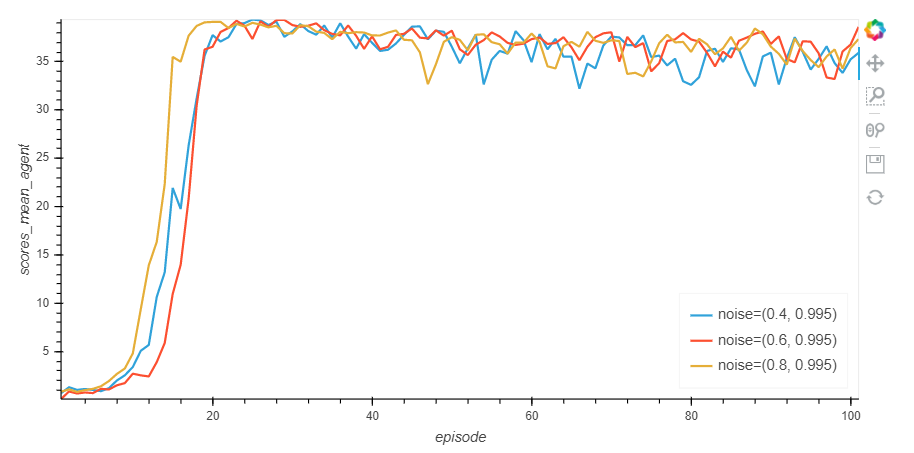 scores_mean_agent
35
30
25
20
15
10
5
20
40
60
80
100
episode
noise=(0.4, 0.995)
noise=(0.6, 0.995)
noise=(0.8, 0.995)